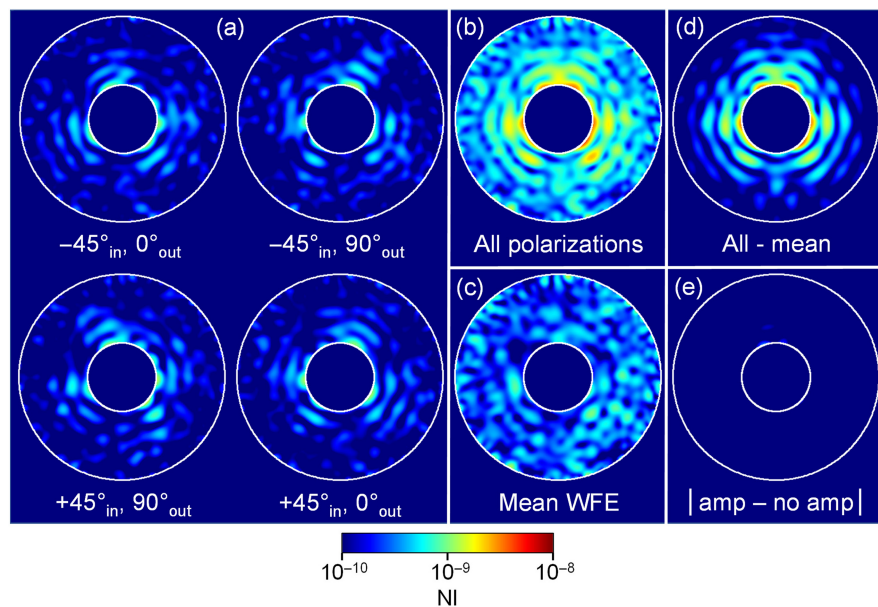 (a)
(b)
(d)
–45°in, 0°out
–45°in, 90°out
All polarizations
All - mean
(c)
(e)
+45°in, 90°out
+45°in, 0°out
Mean WFE
|amp – no amp|
10–10
10–9
10–8
NI